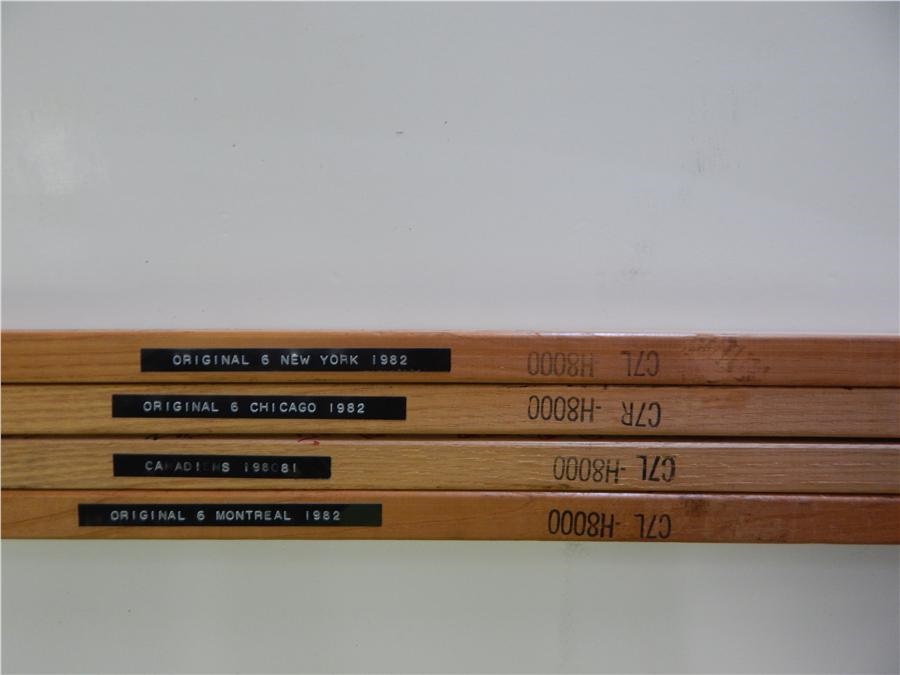 ORIGINAL 6 NEW YORK 1982
C7L -H8000
ORIGINAL 6 CHICAGO 1982
C7R -H8000
CANADIENS 198081
C7L -H8000
ORIGINAL 6 MONTREAL 1982
C7L -H8000